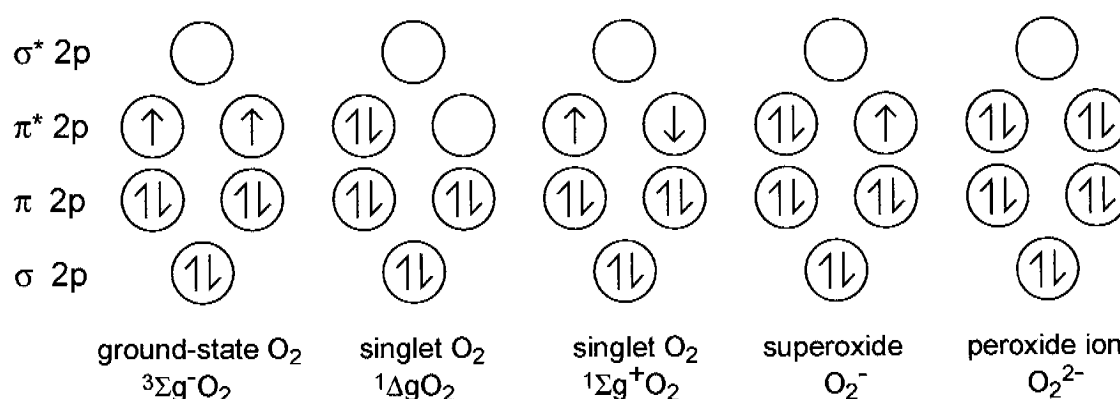 σ* 2p
π* 2p
π 2p
σ 2p
ground-state O₂ singlet O₂ singlet O₂ superoxide peroxide ion
³Σg⁻O₂ ¹ΔgO₂ ¹Σg⁺O₂ O₂⁻ O₂²⁻